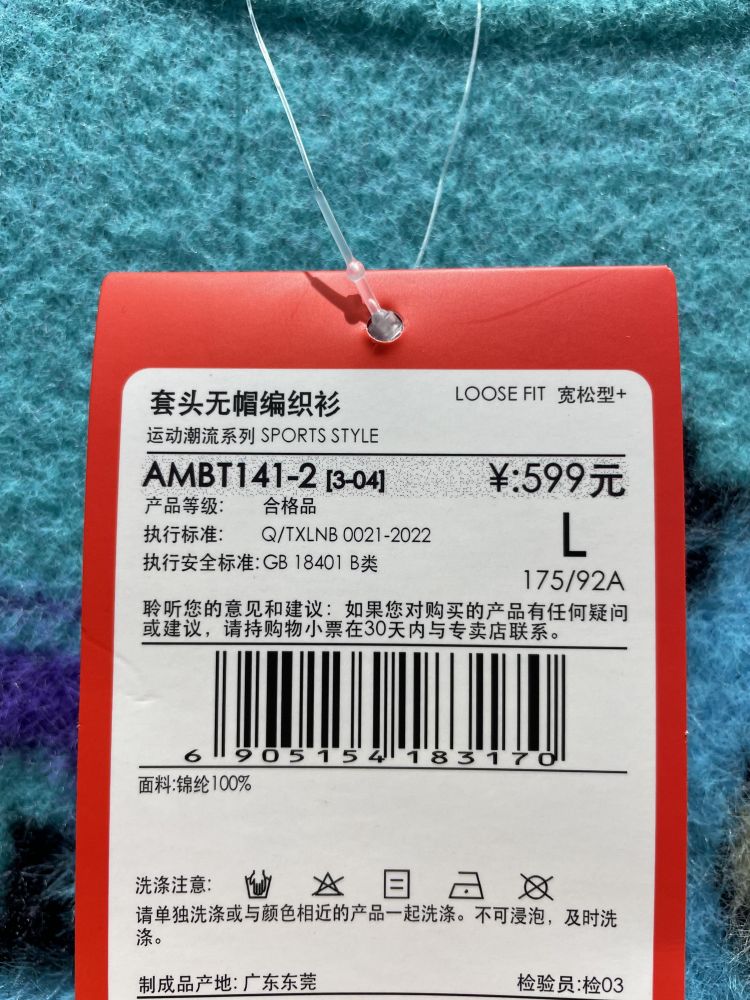 套头无帽编织衫
LOOSE FIT 宽松型+
运动潮流系列 SPORTS STYLE
AMBT141-2 [3-04]
¥:599元
产品等级: 合格品
执行标准: Q/TXLNB 0021-2022
执行安全标准:GB 18401 B类
L
175/92A
聆听您的意见和建议：如果您对购买的产品有任何疑问
或建议，请持购物小票在30天内与专卖店联系。
6 905154 183170
面料:锦纶100%
洗涤注意:
请单独洗涤或与颜色相近的产品一起洗涤。不可浸泡，及时洗
涤。
制成品产地: 广东东莞
检验员:检03